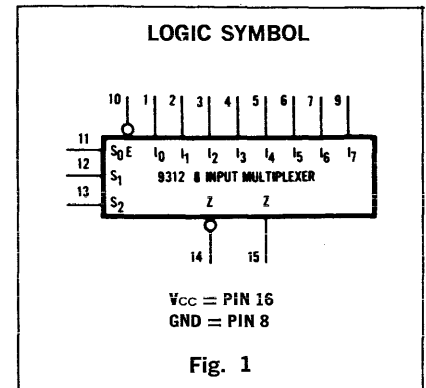 LOGIC SYMBOL
10 1 2 3 4 5 6 7 9
11 S0 E I0 I1 I2 I3 I4 I5 I6 I7
12 S1 9312 8 INPUT MULTIPLEXER
13 S2 Z Z
14 15
VCC = PIN 16
GND = PIN 8
Fig. 1